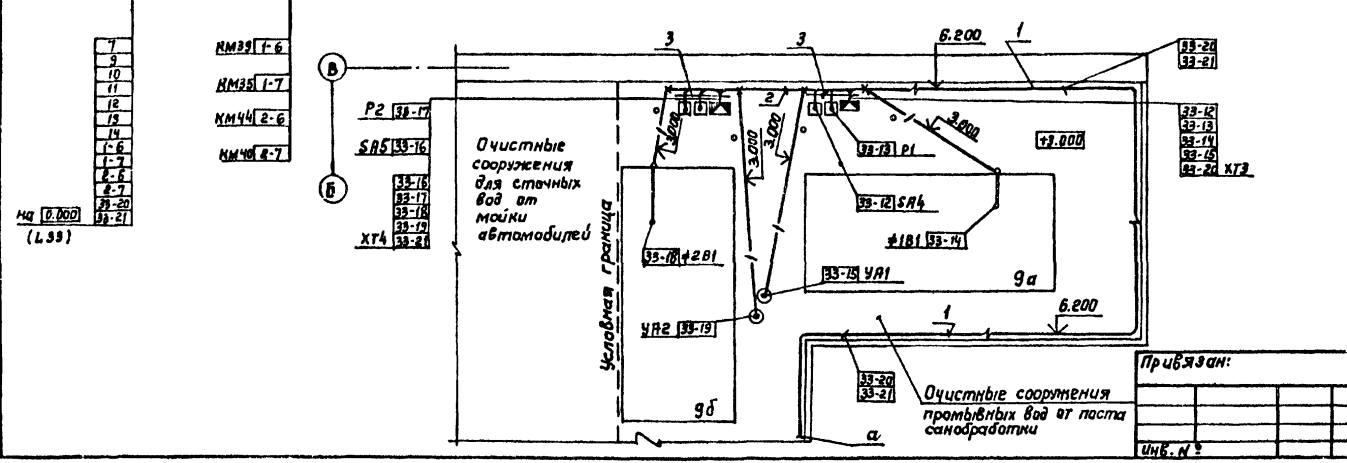 7
9
10
11
12
13
14
1-6
1-7
2-6
2-7
33-20
33-21
на 0.000
(L33)
КМ39 1-6
КМ35 1-7
КМ44 2-6
КМ40 2-7
В
Б
Р2 33-17
SA5 33-16
33-16
33-17
33-18
33-19
ХТ4 33-21
Очистные
сооружения
для сточных
вод от
мойки
автомобилей
Условная граница
3
3
6.200
1
33-20
33-21
2
3.000
3.000
3.000
3.000
+3.000
33-12
33-13
33-14
33-15
33-20 ХТ3
33-13 Р1
33-12 SA4
ф1В1 33-14
33-18 ф2В1
33-15 УА1
УА2 33-19
9а
9б
1
6.200
33-20
33-21
Очистные сооружения
промывных вод от поста
санобработки
а
Привязан:
Инв. №